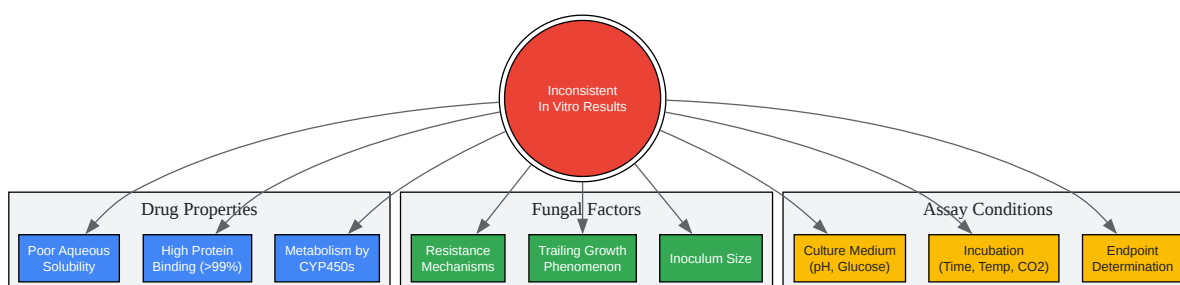 Inconsistent
In Vitro Results
Drug Properties
Fungal Factors
Assay Conditions
Poor Aqueous
Solubility
High Protein
Binding (>99%)
Metabolism by
CYP450s
Resistance
Mechanisms
Trailing Growth
Phenomenon
Inoculum Size
Culture Medium
(pH, Glucose)
Incubation
(Time, Temp, CO2)
Endpoint
Determination